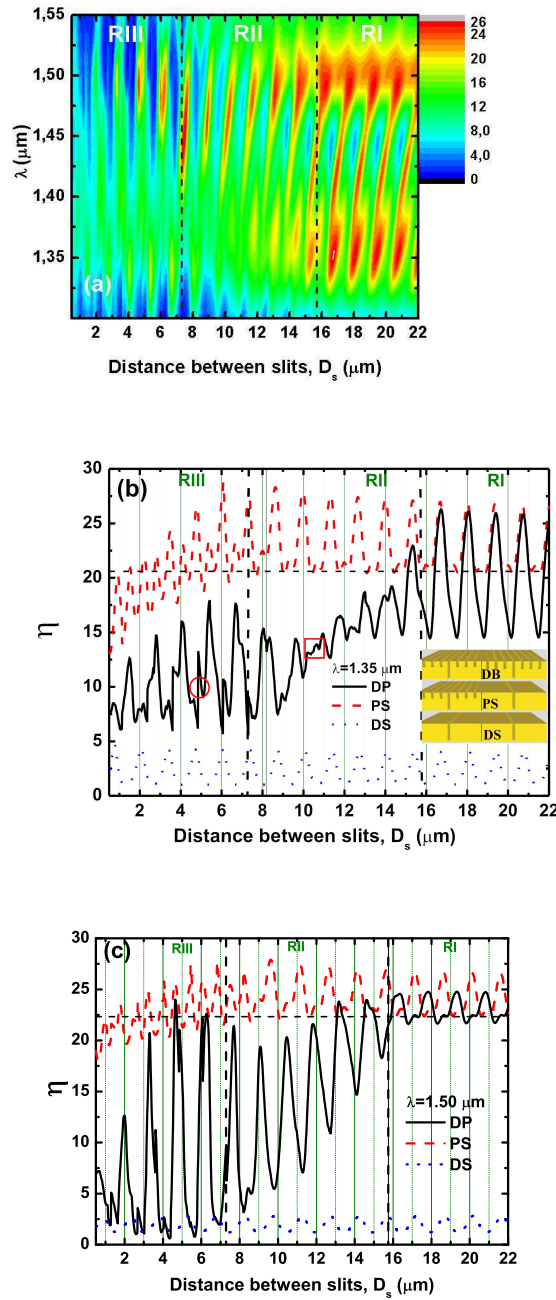 RIII RII RI
(a)
1,55
1,50
1,45
1,40
1,35
λ (μm)
2 4 6 8 10 12 14 16 18 20 22
Distance between slits, D_s (μm)
26
24
20
16
12
8,0
4,0
0
(b)
RIII RII RI
30
25
20
15
10
5
0
η
λ=1.35 μm
DP
PS
DS
DB
PS
DS
2 4 6 8 10 12 14 16 18 20 22
Distance between slits, D_s (μm)
(c)
RIII RII RI
30
25
20
15
10
5
0
η
λ=1.50 μm
DP
PS
DS
2 4 6 8 10 12 14 16 18 20 22
Distance between slits, D_s (μm)